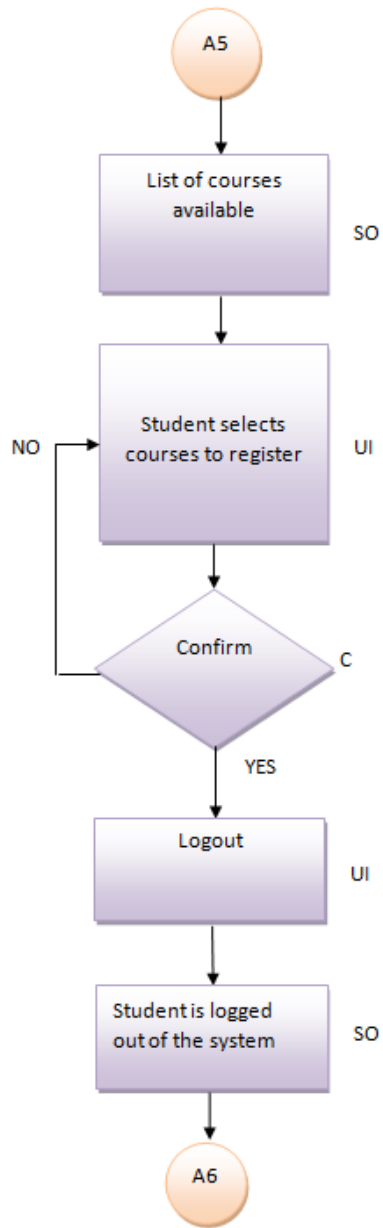 A5
List of courses
available
SO
Student selects
courses to register
NO
UI
Confirm
C
YES
Logout
UI
Student is logged
out of the system
SO
A6